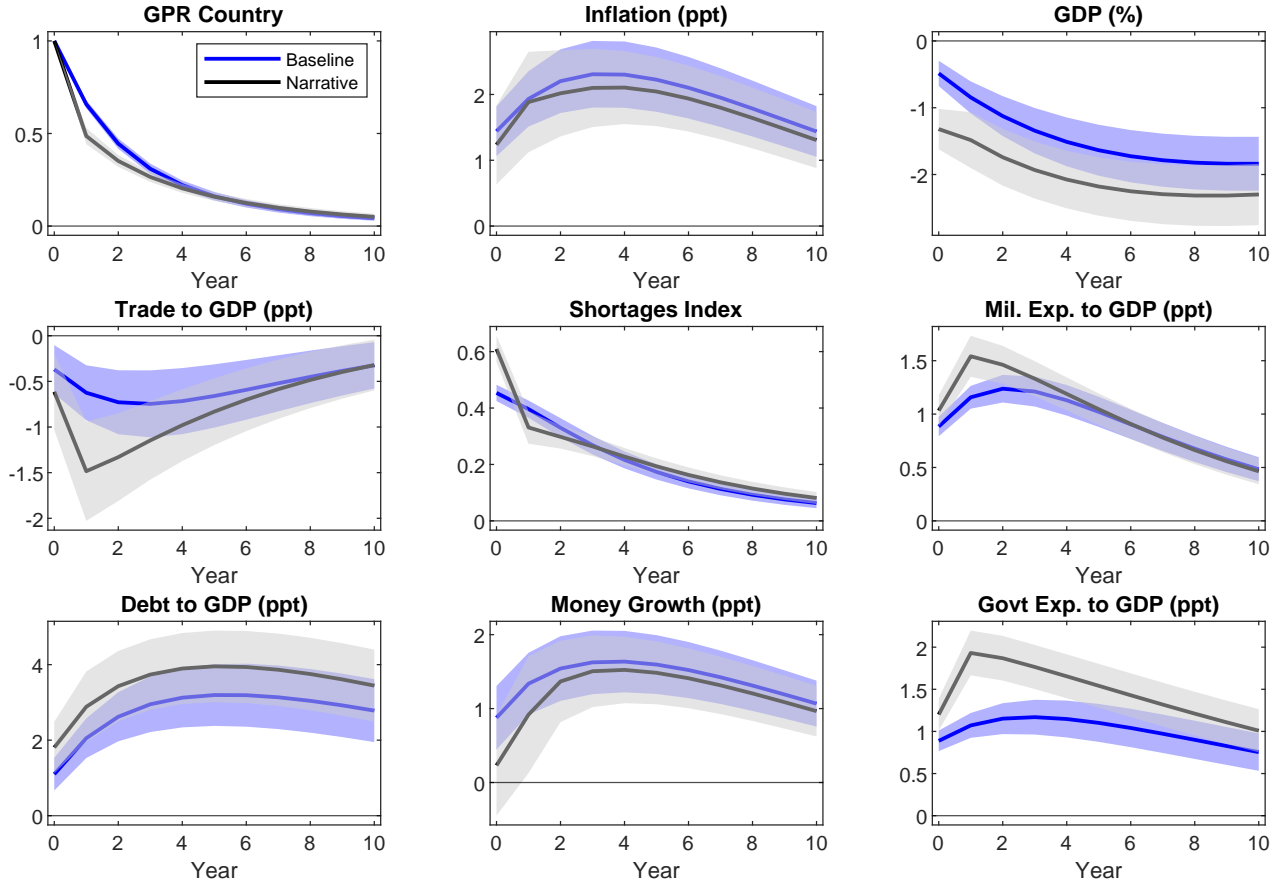 GPR Country
1
0.5
0
0 2 4 6 8 10
Year
Baseline
Narrative
Inflation (ppt)
2
1
0
0 2 4 6 8 10
Year
GDP (%)
0
-1
-2
0 2 4 6 8 10
Year
Trade to GDP (ppt)
0
-0.5
-1
-1.5
-2
0 2 4 6 8 10
Year
Shortages Index
0.6
0.4
0.2
0
0 2 4 6 8 10
Year
Mil. Exp. to GDP (ppt)
1.5
1
0.5
0
0 2 4 6 8 10
Year
Debt to GDP (ppt)
4
2
0
0 2 4 6 8 10
Year
Money Growth (ppt)
2
1
0
0 2 4 6 8 10
Year
Govt Exp. to GDP (ppt)
2
1.5
1
0.5
0
0 2 4 6 8 10
Year